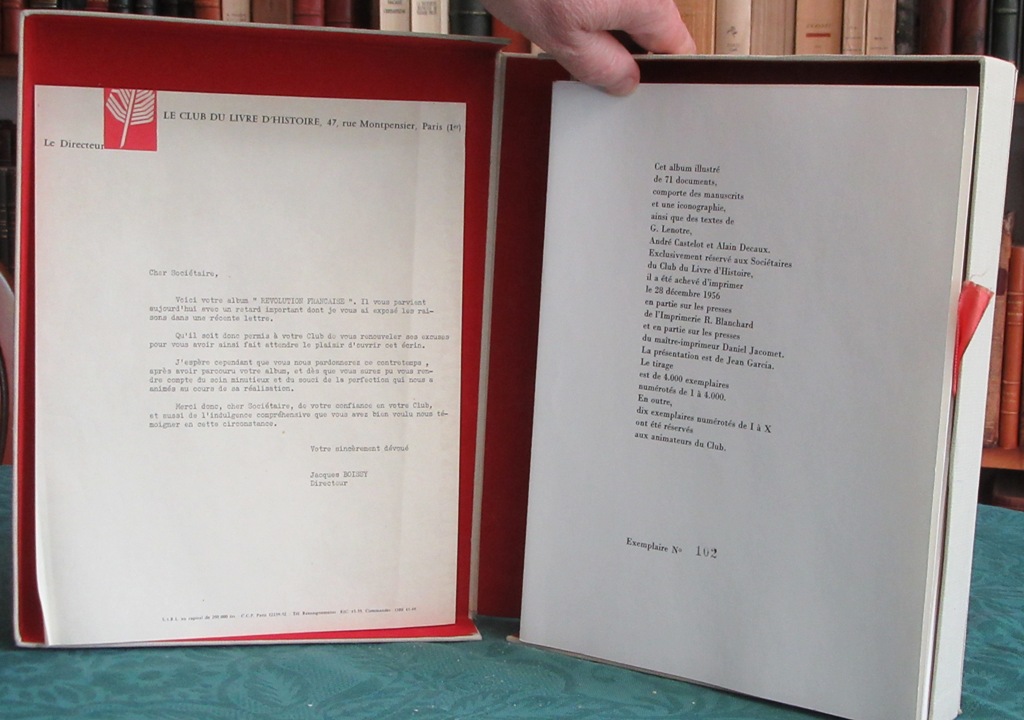 LE CLUB DU LIVRE D'HISTOIRE, 47, rue Montpensier, Paris (1er)
Le Directeur
Cher Sociétaire,
Voici votre album " REVOLUTION FRANCAISE ". Il vous parvient
aujourd'hui avec un retard important dont je vous ai exposé les rai-
sons dans une récente lettre.
Qu'il soit donc permis à votre Club de vous renouveler ses excuses
pour vous avoir ainsi fait attendre le plaisir d'ouvrir cet écrin.
J'espère cependant que vous nous pardonnerez ce contretemps,
après avoir parcouru votre album, et dès que vous aurez pu vous ren-
dre compte du soin minutieux et du souci de la perfection qui nous a
animés au cours de sa réalisation.
Merci donc, cher Sociétaire, de votre confiance en votre Club,
et aussi de l'indulgence compréhensive que vous avez bien voulu nous té-
moigner en cette circonstance.
Votre sincèrement dévoué
Jacques
Directeur
Cet album illustré
de 71 documents,
comporte des manuscrits
et une iconographie,
ainsi que des textes de
G. Lenotre,
André Castelot et Alain Decaux.
Exclusivement réservé aux Sociétaires
du Club du Livre d'Histoire,
il a été achevé d'imprimer
le 28 décembre 1956
en partie sur les presses
de l'Imprimerie R. Blanchard
et en partie sur les presses
du maître-imprimeur Daniel Jacomet.
La présentation est de Jean Garcia.
Le tirage
est de 4.000 exemplaires
numérotés de 1 à 4.000.
En outre,
dix exemplaires numérotés de I à X
ont été réservés
aux animateurs du Club.
Exemplaire N° 102